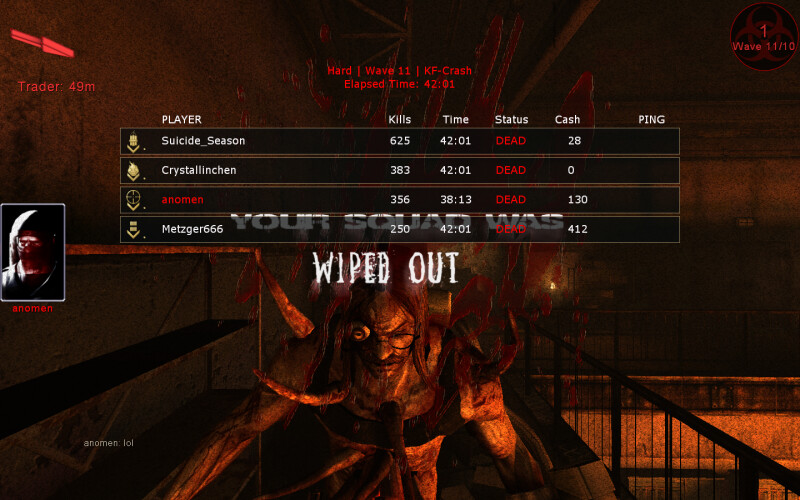 1
Wave 11/10
Trader: 49m
Hard | Wave 11 | KF-Crash
Elapsed Time: 42:01
PLAYER Kills Time Status Cash PING
Suicide_Season 625 42:01 DEAD 28
Crystallinchen 383 42:01 DEAD 0
anomen 356 38:13 DEAD 130
YOUR SQUAD WAS
Metzger666 250 42:01 DEAD 412
WIPED OUT
anomen
anomen: lol